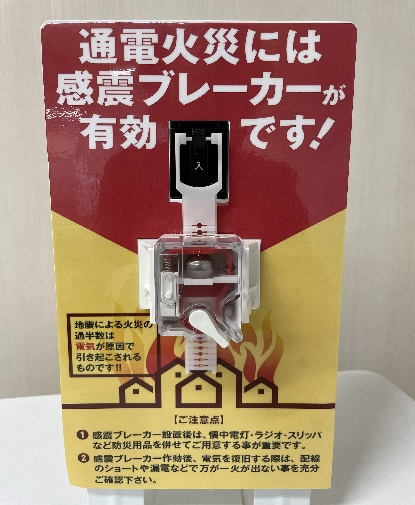 通電火災には
感震ブレーカーが
有効 です!
入
地震による火災の
過半数は
電気が原因で
引き起こされる
ものです!!
【ご注意点】
1 感震ブレーカー設置後は、懐中電灯・ラジオ・スリッパ
など防災用品を併せてご用意する事が重要です。
2 感震ブレーカー作動後、電気を復旧する際は、配線
のショートや漏電などで万が一火が出ない事を充分
ご確認下さい。